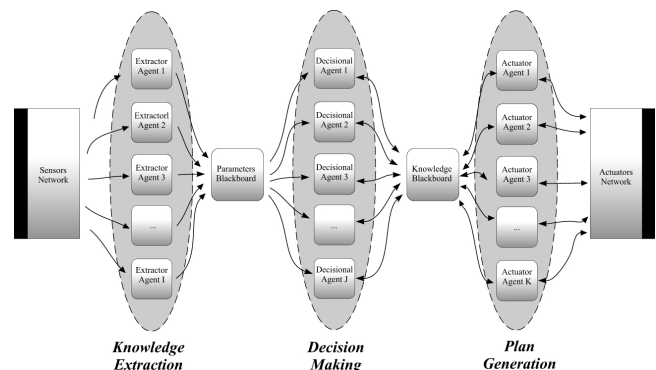 Sensors
Network
Extractor
Agent 1
Extractorl
Agent 2
Extractor
Agent 3
...
Extractor
Agent I
Parameters
Blackboard
Decisional
Agent 1
Decisional
Agent 2
Decisional
Agent 3
...
Decisional
Agent J
Knowledge
Blackboard
Actuator
Agent 1
Actuator
Agent 2
Actuator
Agent 3
...
Actuator
Agent K
Actuators
Network
Knowledge
Extraction
Decision
Making
Plan
Generation